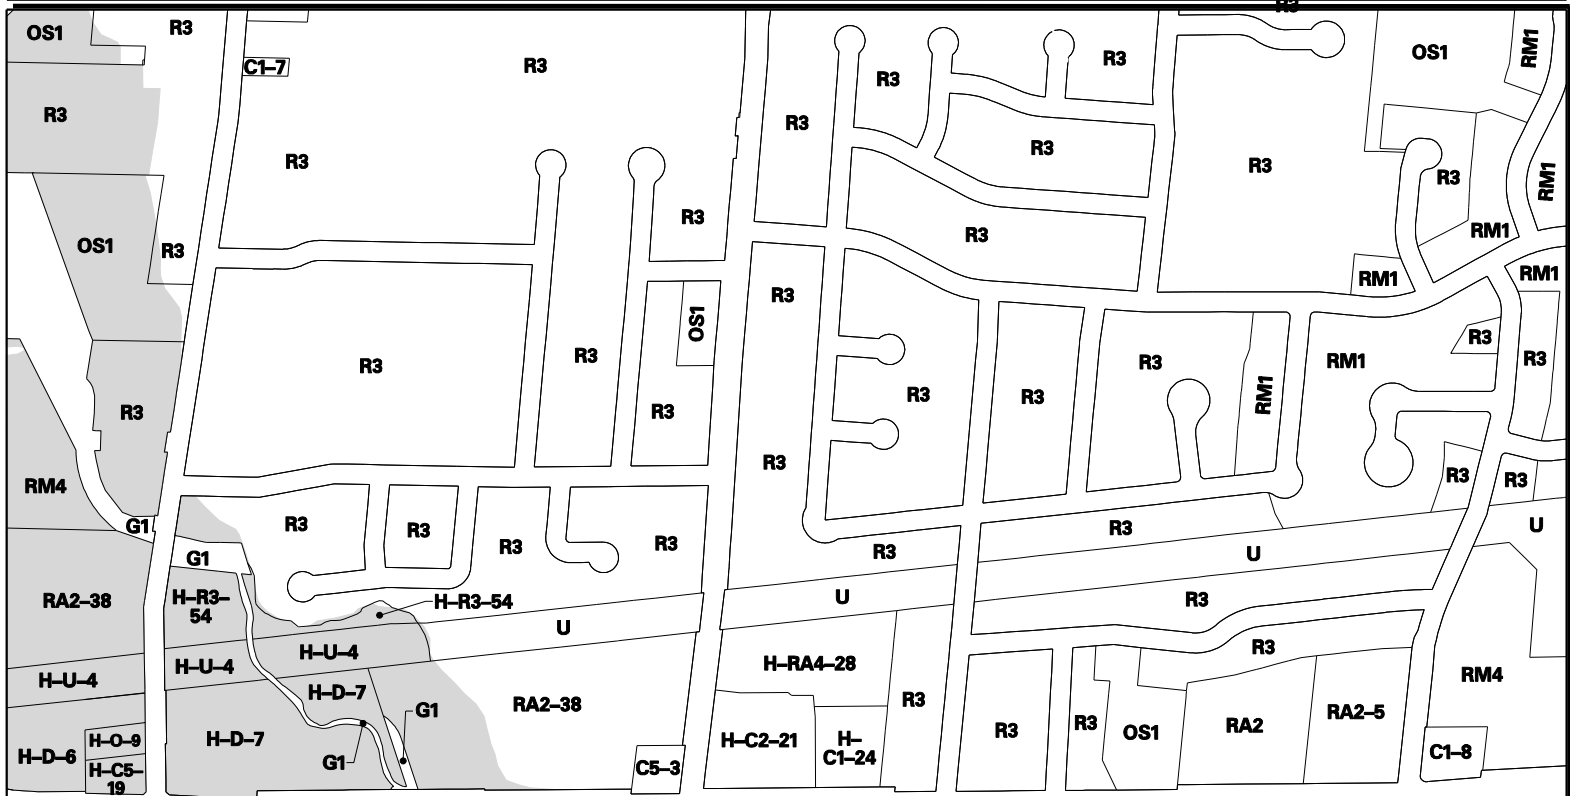 R3
OS1
R3
C1–7
R3
R3
R3
OS1
RM1
R3
R3
R3
R3
R3
R3
R3
RM1
R3
R3
OS1
R3
RM1
RM1
RM1
R3
OS1
R3
R3
R3
R3
RM1
R3
R3
R3
R3
RM1
R3
R3
R3
RM4
R3
R3
G1
R3
R3
R3
R3
R3
R3
U
G1
U
RA2–38
H–R3–
54
H–R3–54
U
U
R3
R3
H–U–4
H–U–4
H–U–4
H–RA4–28
RM4
H–D–7
RA2–38
R3
G1
RA2–5
R3
R3
OS1
RA2
H–O–9
H–D–7
H–C2–21
H–
C1–24
H–D–6
G1
C5–3
C1–8
H–C5–
19